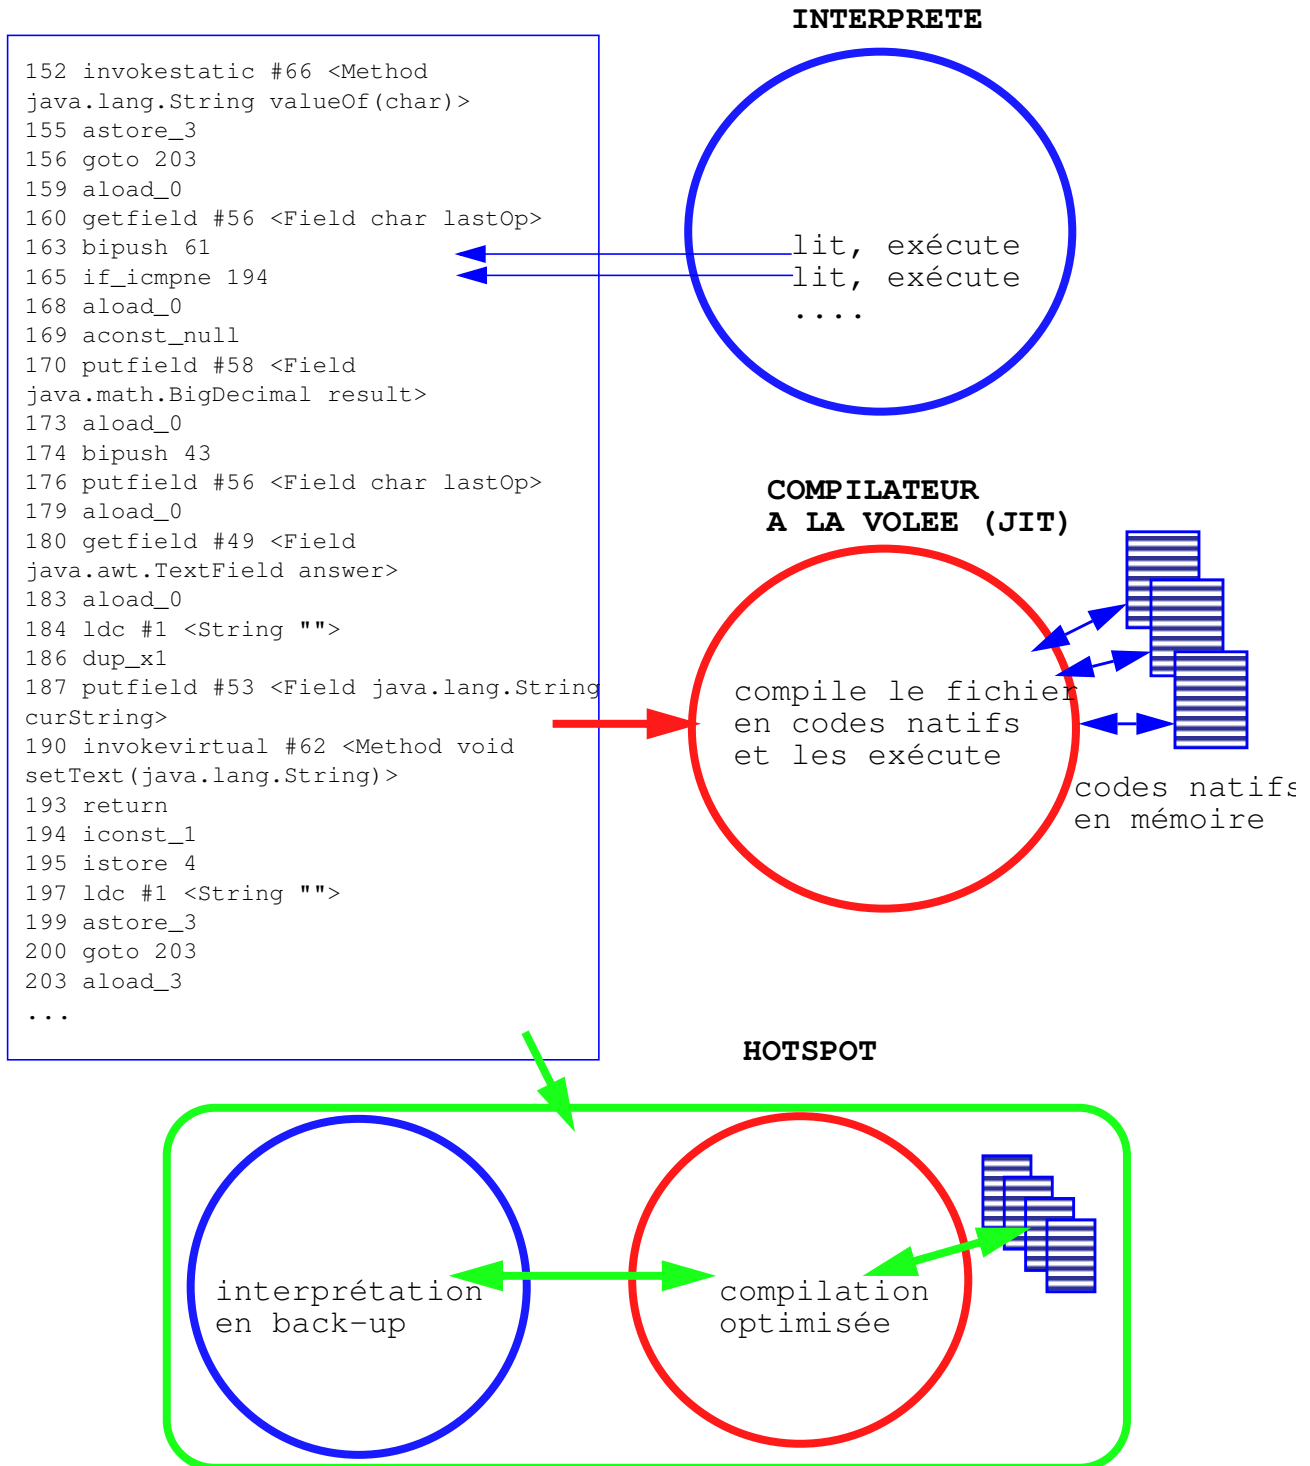 INTERPRETE
152 invokestatic #66 <Method
java.lang.String valueOf(char)>
155 astore_3
156 goto 203
159 aload_0
160 getfield #56 <Field char lastOp>
163 bipush 61
165 if_icmpne 194
168 aload_0
169 aconst_null
170 putfield #58 <Field
java.math.BigDecimal result>
173 aload_0
174 bipush 43
176 putfield #56 <Field char lastOp>
179 aload_0
180 getfield #49 <Field
java.awt.TextField answer>
183 aload_0
184 ldc #1 <String "">
186 dup_x1
187 putfield #53 <Field java.lang.String
curString>
190 invokevirtual #62 <Method void
setText(java.lang.String)>
193 return
194 iconst_1
195 istore 4
197 ldc #1 <String "">
199 astore_3
200 goto 203
203 aload_3
...
lit, exécute
lit, exécute
....
COMPILATEUR
A LA VOLEE (JIT)
compile le fichier
en codes natifs
et les exécute
codes natifs
en mémoire
HOTSPOT
interprétation
en back-up
compilation
optimisée